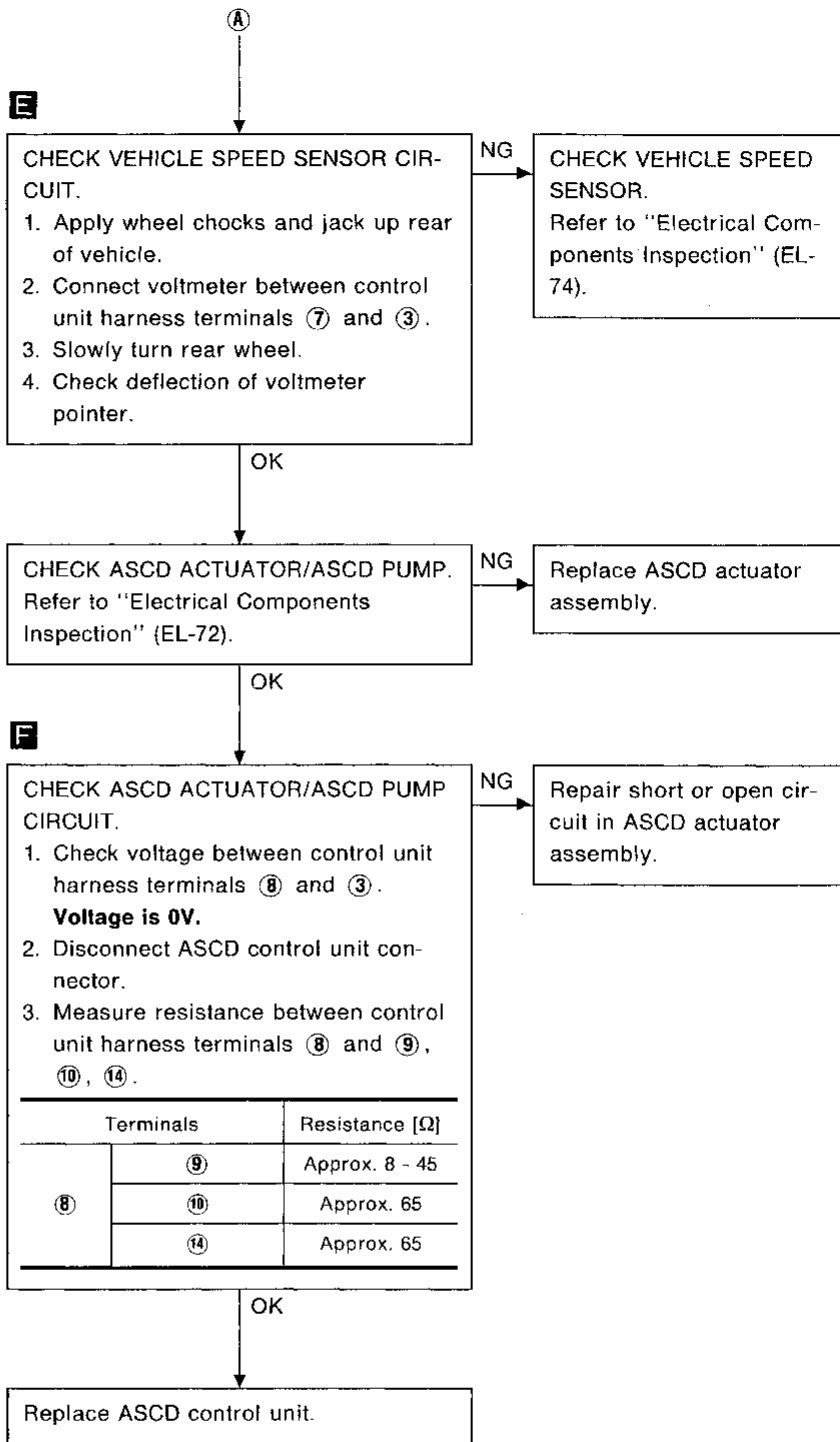 Ⓐ
E
CHECK VEHICLE SPEED SENSOR CIR-
CUIT.
1. Apply wheel chocks and jack up rear
of vehicle.
2. Connect voltmeter between control
unit harness terminals ⑦ and ③.
3. Slowly turn rear wheel.
4. Check deflection of voltmeter
pointer.
NG
CHECK VEHICLE SPEED
SENSOR.
Refer to "Electrical Com-
ponents Inspection" (EL-
74).
OK
CHECK ASCD ACTUATOR/ASCD PUMP.
Refer to "Electrical Components
Inspection" (EL-72).
NG
Replace ASCD actuator
assembly.
OK
F
CHECK ASCD ACTUATOR/ASCD PUMP
CIRCUIT.
1. Check voltage between control unit
harness terminals ⑧ and ③.
Voltage is 0V.
2. Disconnect ASCD control unit con-
nector.
3. Measure resistance between control
unit harness terminals ⑧ and ⑨,
⑩, ⑭.
Terminals Resistance [Ω]
⑧ ⑨ Approx. 8 - 45
⑩ Approx. 65
⑭ Approx. 65
NG
Repair short or open cir-
cuit in ASCD actuator
assembly.
OK
Replace ASCD control unit.